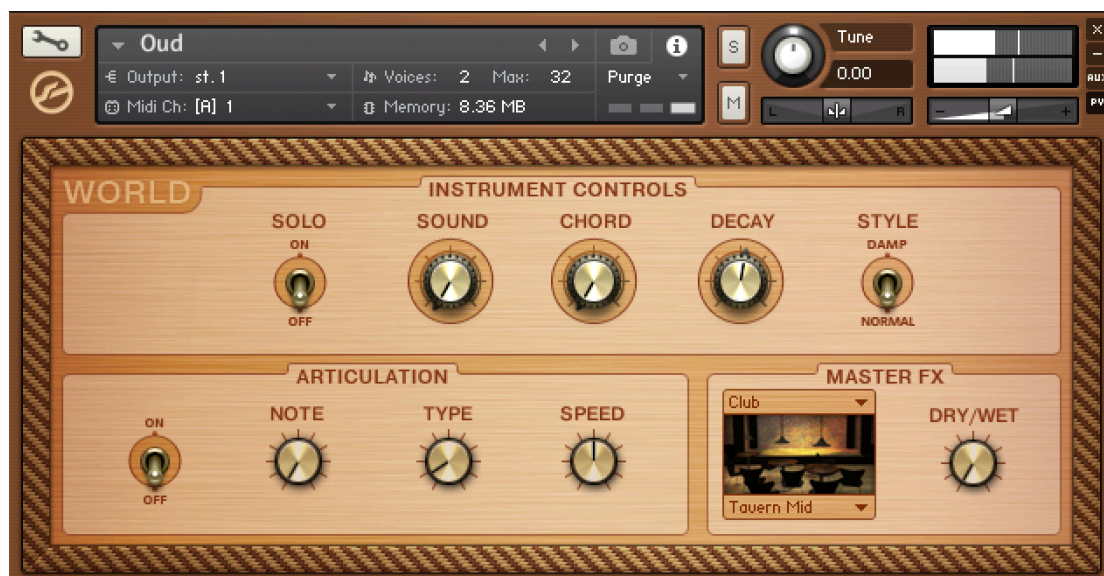 Oud
S
Tune
X
Output: st.1
Voices: 2 Max: 32
Purge
0.00
-
AUX
Midi Ch: [A] 1
Memory: 8.36 MB
M
L
R
-
+
PV
WORLD
INSTRUMENT CONTROLS
SOLO
SOUND
CHORD
DECAY
STYLE
ON
DAMP
OFF
NORMAL
ARTICULATION
MASTER FX
NOTE
TYPE
SPEED
Club
DRY/WET
ON
OFF
Tavern Mid